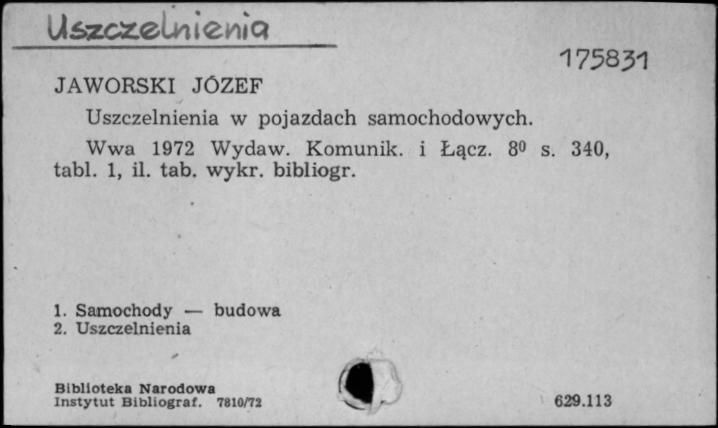 Uszczelnienia
175831
JAWORSKI JÓZEF
Uszczelnienia w pojazdach samochodowych.
Wwa 1972 Wydaw. Komunik. i Łącz. 8⁰ s. 340,
tabl. 1, il. tab. wykr. bibliogr.
1. Samochody — budowa
2. Uszczelnienia
Biblioteka Narodowa
Instytut Bibliograf. 7810/72
629.113